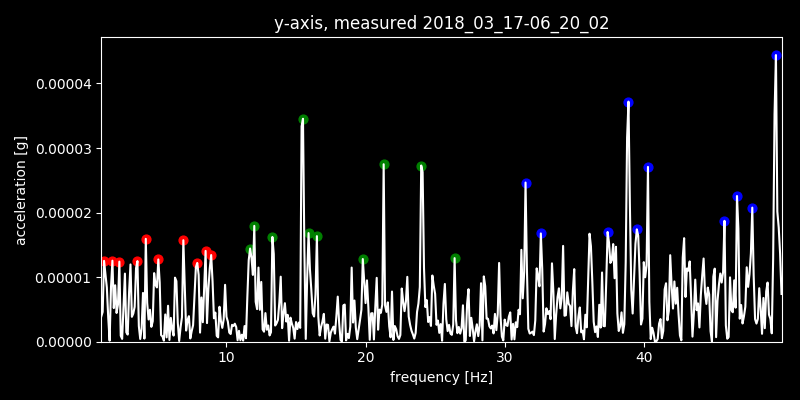 y-axis, measured 2018_03_17-06_20_02
acceleration [g]
0.00004
0.00003
0.00002
0.00001
0.00000
10 20 30 40
frequency [Hz]